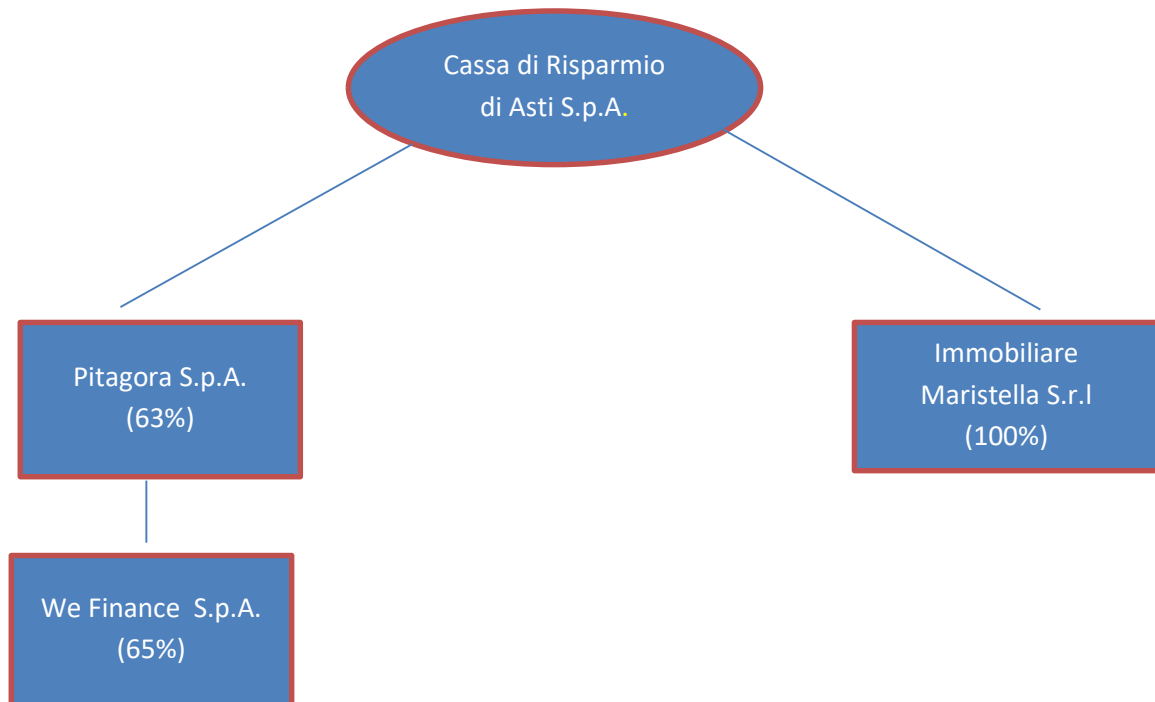 Cassa di Risparmio
di Asti S.p.A.
Pitagora S.p.A.
(63%)
Immobiliare
Maristella S.r.l
(100%)
We Finance  S.p.A.
(65%)